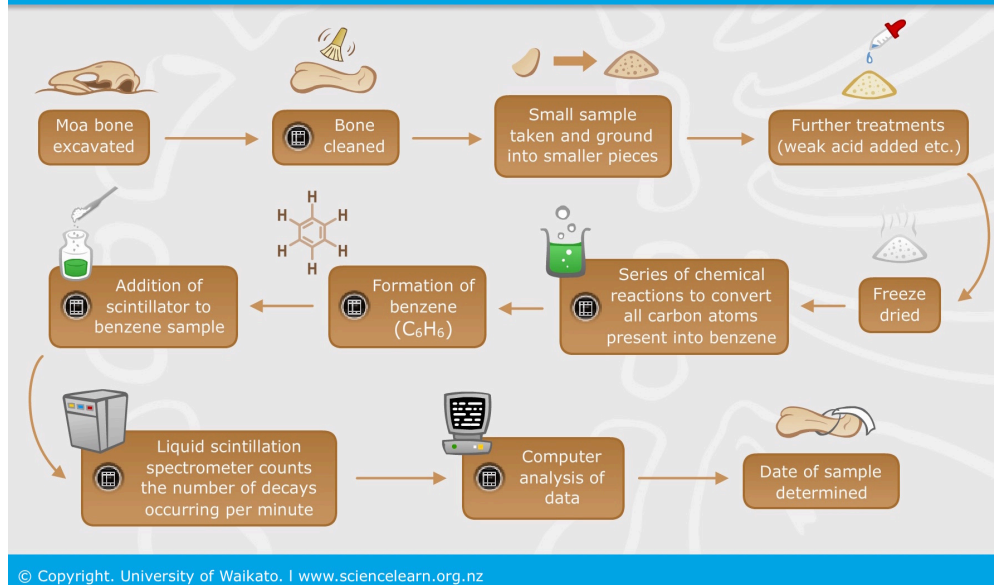 Moa bone
excavated
Bone
cleaned
Small sample
taken and ground
into smaller pieces
Further treatments
(weak acid added etc.)
Freeze
dried
Series of chemical
reactions to convert
all carbon atoms
present into benzene
H
H H
H H
H
Formation of
benzene
(C₆H₆)
Addition of
scintillator to
benzene sample
Liquid scintillation
spectrometer counts
the number of decays
occurring per minute
Computer
analysis of
data
Date of sample
determined
© Copyright. University of Waikato. l www.sciencelearn.org.nz